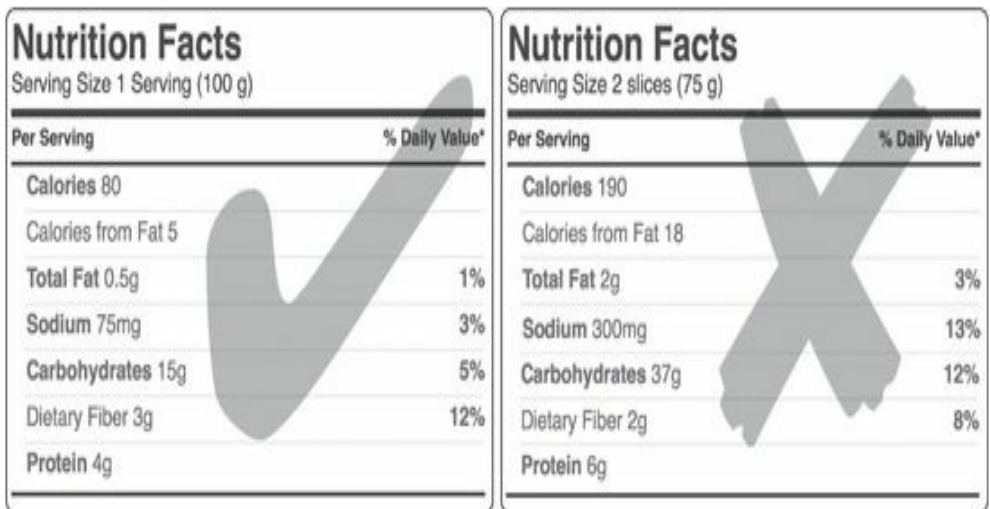 Nutrition Facts
Serving Size 1 Serving (100 g)
Per Serving % Daily Value*
Calories 80
Calories from Fat 5
Total Fat 0.5g 1%
Sodium 75mg 3%
Carbohydrates 15g 5%
Dietary Fiber 3g 12%
Protein 4g
Nutrition Facts
Serving Size 2 slices (75 g)
Per Serving % Daily Value*
Calories 190
Calories from Fat 18
Total Fat 2g 3%
Sodium 300mg 13%
Carbohydrates 37g 12%
Dietary Fiber 2g 8%
Protein 6g